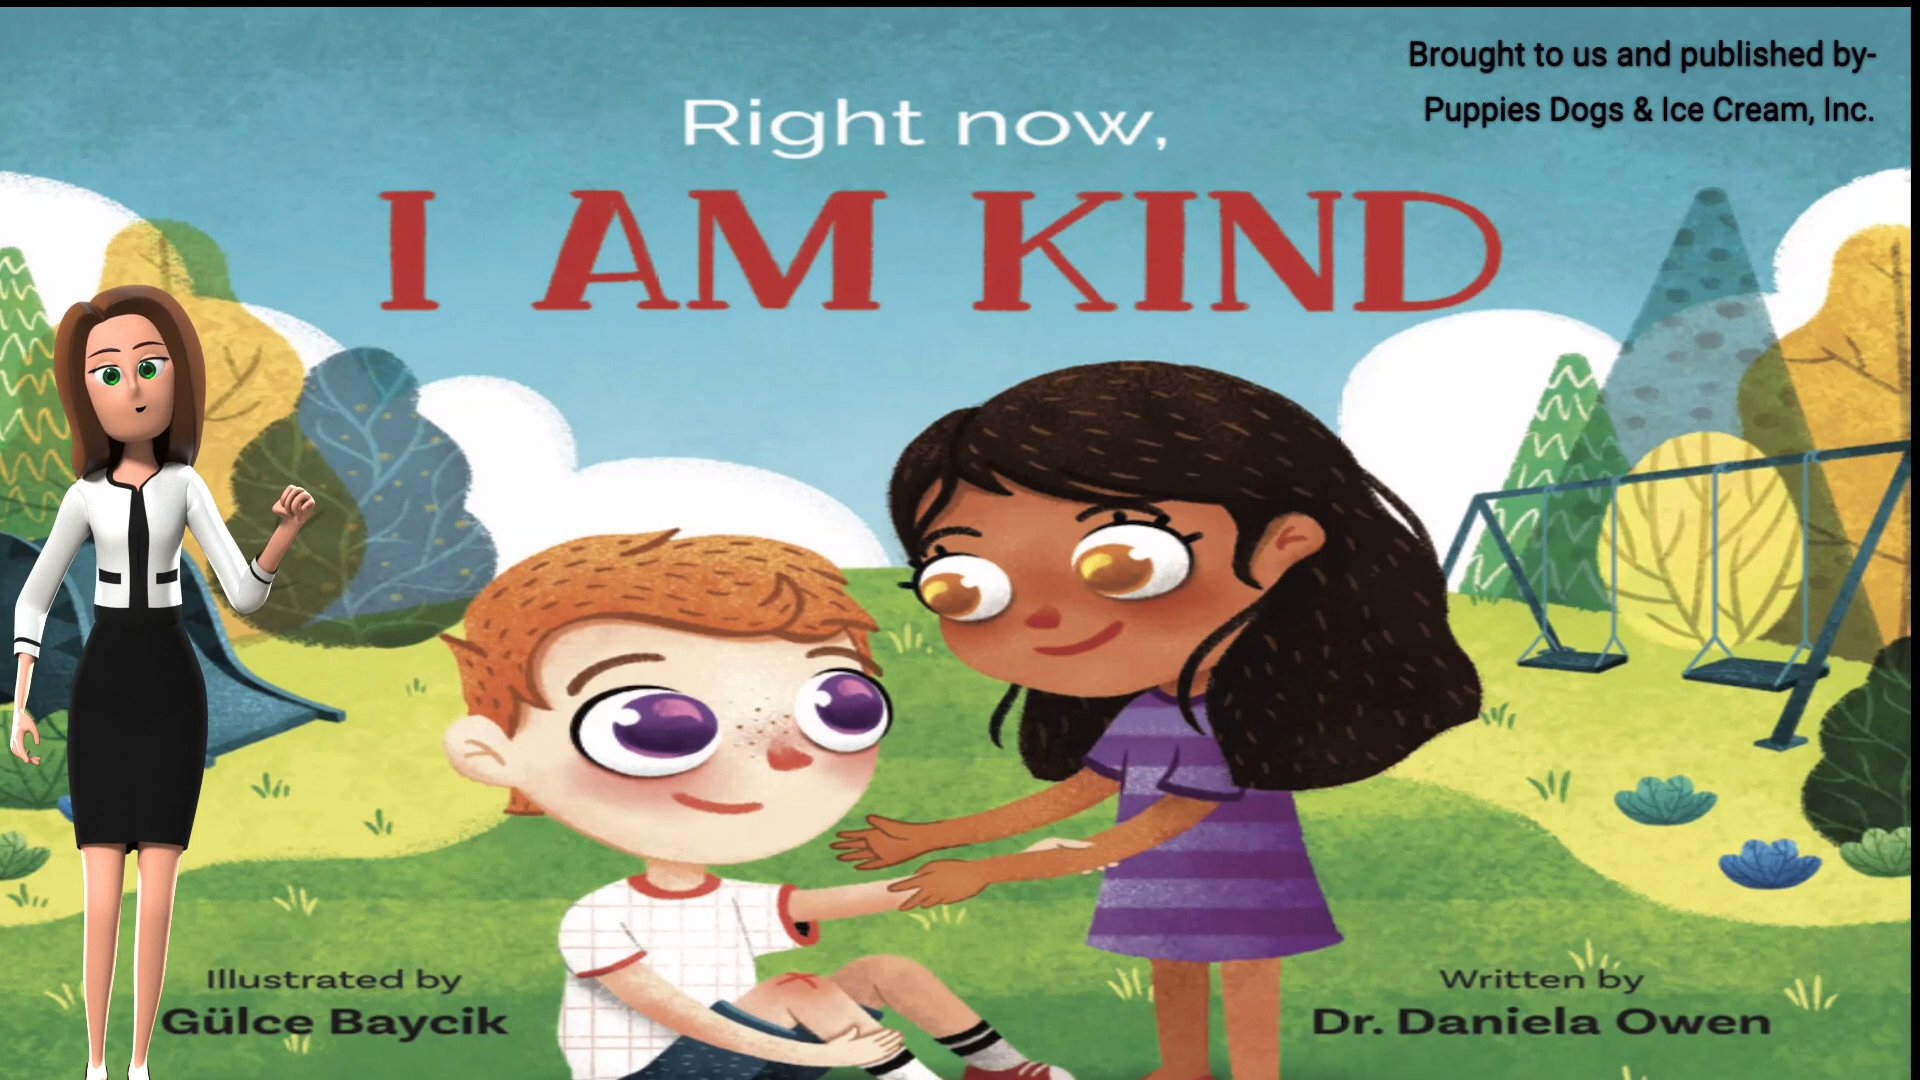 Brought to us and published by-
Puppies Dogs & Ice Cream, Inc.
Right now,
I AM KIND
Illustrated by
Gülce Baycik
Written by
Dr. Daniela Owen